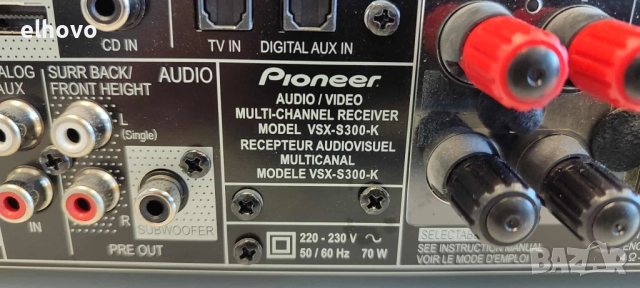 elhovo
CD IN
TV IN
DIGITAL AUX IN
SURR BACK/
FRONT HEIGHT
AUDIO
AUX
L
(Single)
R
IN
PRE OUT
SUBWOOFER
Pioneer
AUDIO / VIDEO
MULTI-CHANNEL RECEIVER
MODEL VSX-S300-K
RECEPTEUR AUDIOVISUEL
MULTICANAL
MODELE VSX-S300-K
220 - 230 V ~
50 / 60 Hz 70 W
SEE INSTRUCTION MANUAL
VOIR LE MODE D'EMPLOI
BAZAR